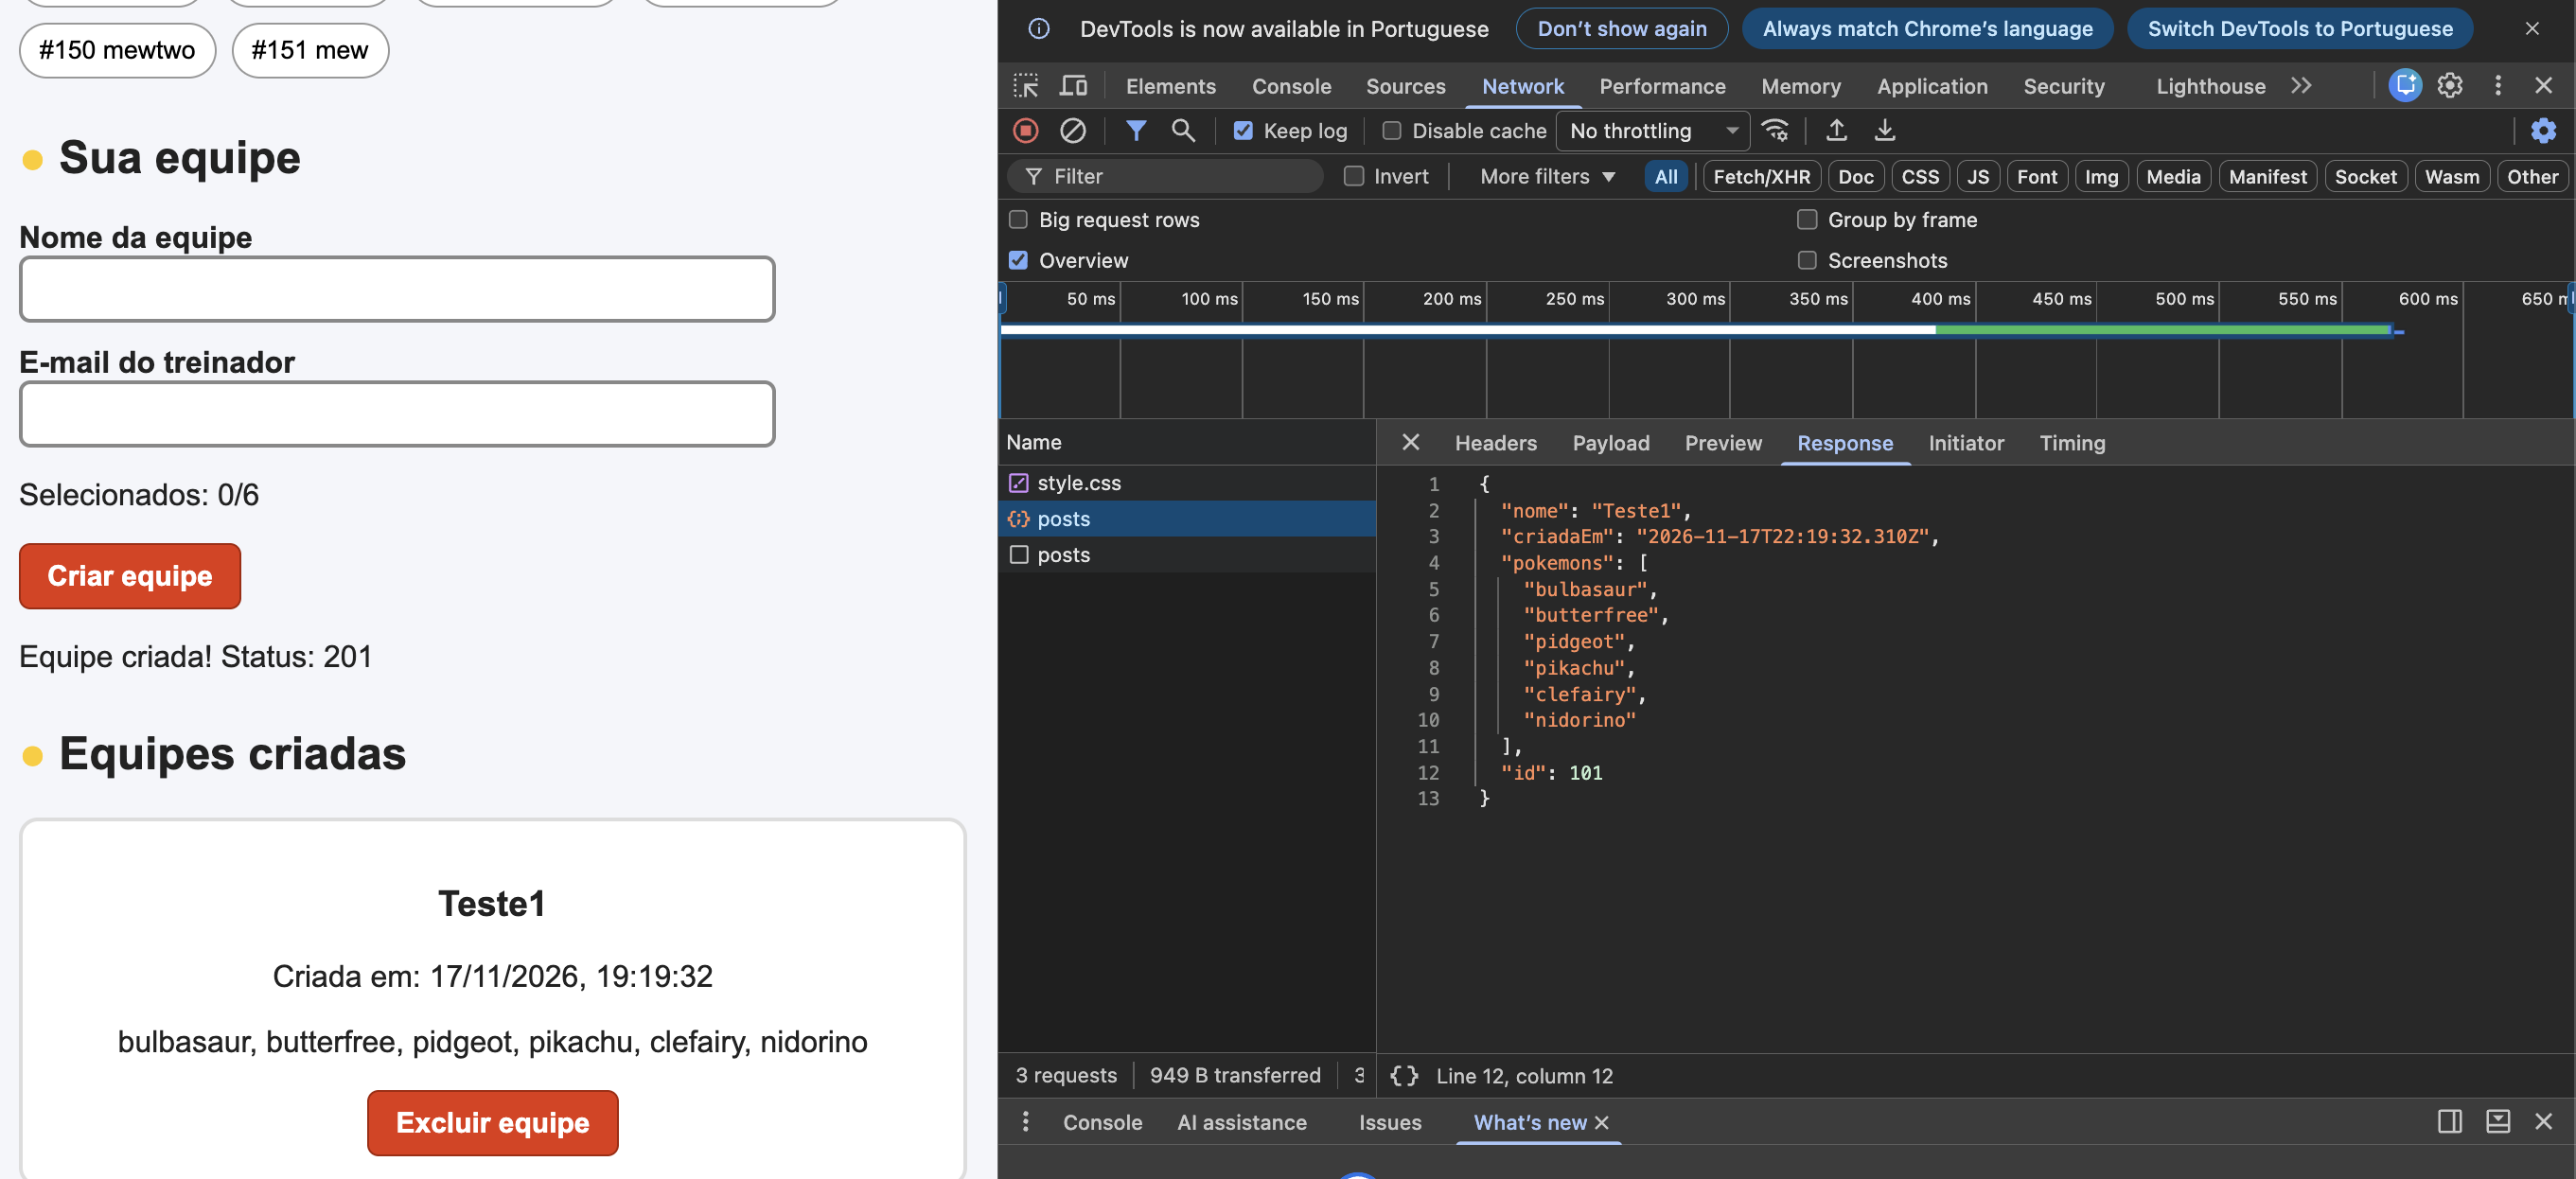 #150 mewtwo
#151 mew
Sua equipe
Nome da equipe
E-mail do treinador
Selecionados: 0/6
Criar equipe
Equipe criada! Status: 201
Equipes criadas
Teste1
Criada em: 17/11/2026, 19:19:32
bulbasaur, butterfree, pidgeot, pikachu, clefairy, nidorino
Excluir equipe
DevTools is now available in Portuguese
Don't show again
Always match Chrome's language
Switch DevTools to Portuguese
Elements
Console
Sources
Network
Performance
Memory
Application
Security
Lighthouse
Keep log
Disable cache
No throttling
Filter
Invert
More filters
All
Fetch/XHR
Doc
CSS
JS
Font
Img
Media
Manifest
Socket
Wasm
Other
Big request rows
Group by frame
Overview
Screenshots
50 ms
100 ms
150 ms
200 ms
250 ms
300 ms
350 ms
400 ms
450 ms
500 ms
550 ms
600 ms
650 m
Name
style.css
posts
posts
Headers
Payload
Preview
Response
Initiator
Timing
1 {
2 "nome": "Teste1",
3 "criadaEm": "2026-11-17T22:19:32.310Z",
4 "pokemons": [
5 "bulbasaur",
6 "butterfree",
7 "pidgeot",
8 "pikachu",
9 "clefairy",
10 "nidorino"
11 ],
12 "id": 101
13 }
3 requests
949 B transferred
3
{ } Line 12, column 12
Console
AI assistance
Issues
What's new